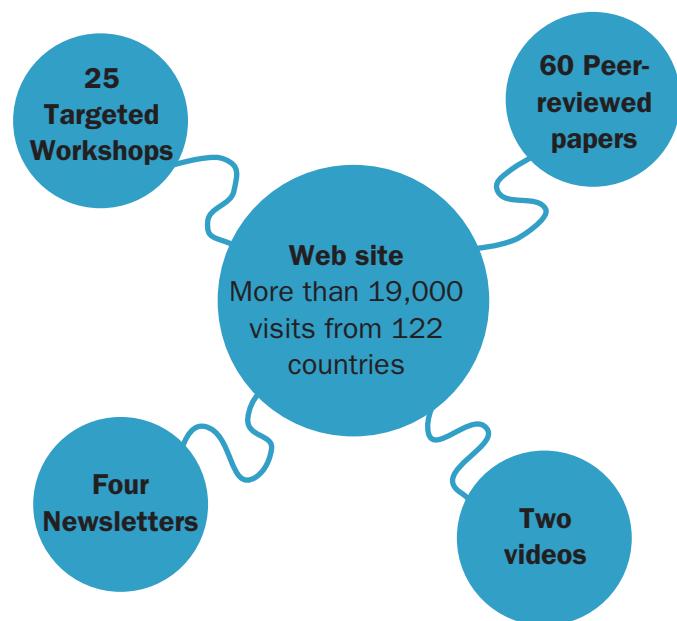 25
Targeted
Workshops
60 Peer-
reviewed
papers
Web site
More than 19,000
visits from 122
countries
Four
Newsletters
Two
videos